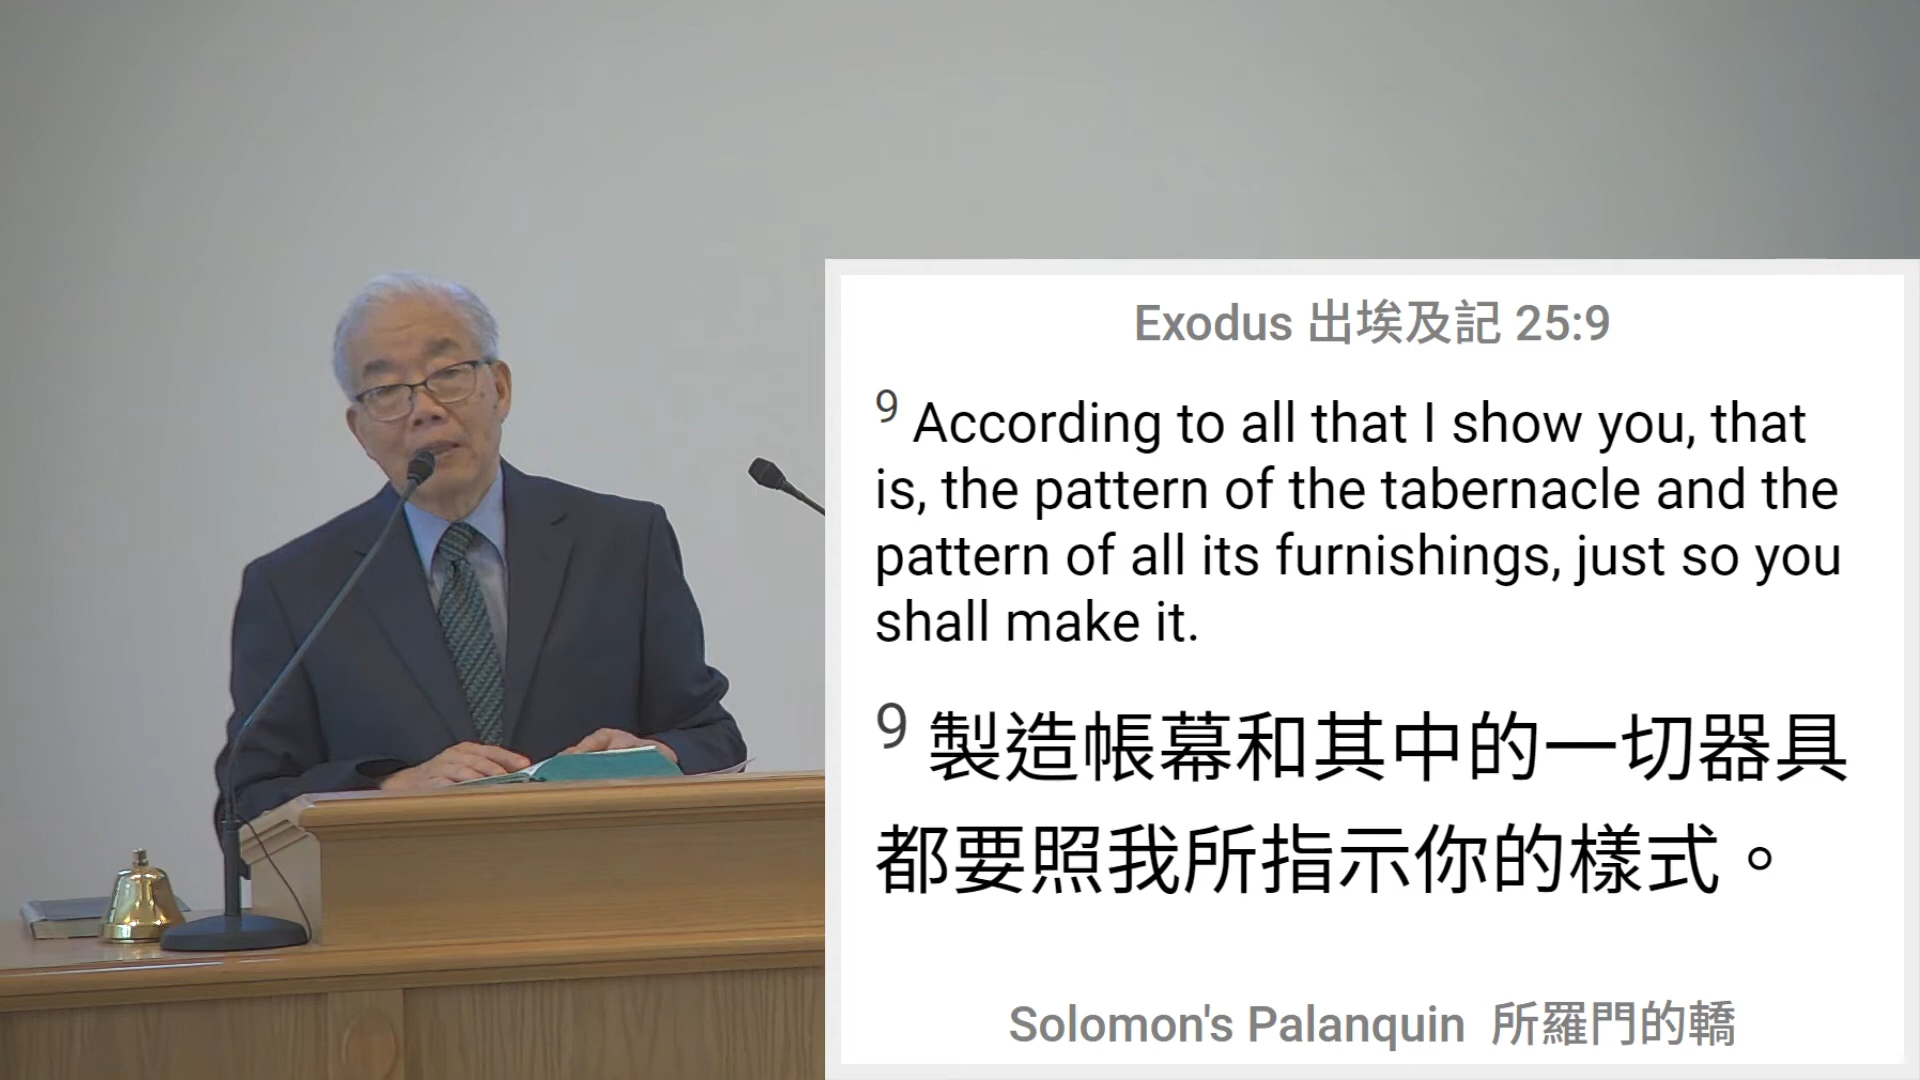 Exodus 出埃及記 25:9
9 According to all that I show you, that
is, the pattern of the tabernacle and the
pattern of all its furnishings, just so you
shall make it.
9 製造帳幕和其中的一切器具
都要照我所指示你的樣式。
Solomon's Palanquin 所羅門的轎